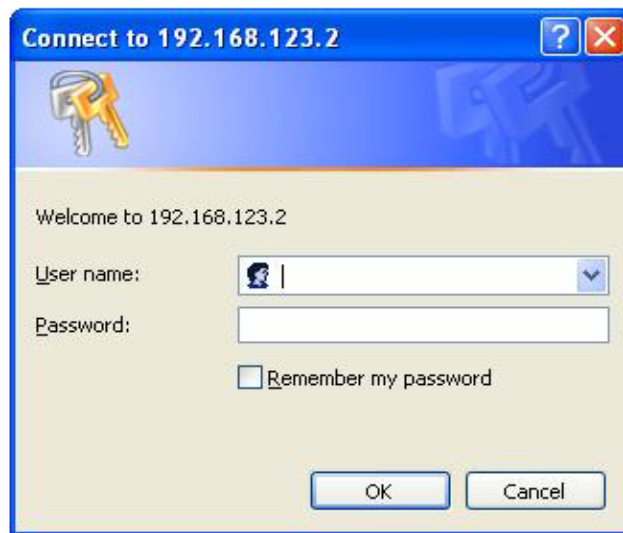 Connect to 192.168.123.2
Welcome to 192.168.123.2
User name:
Password:
Remember my password
OK Cancel